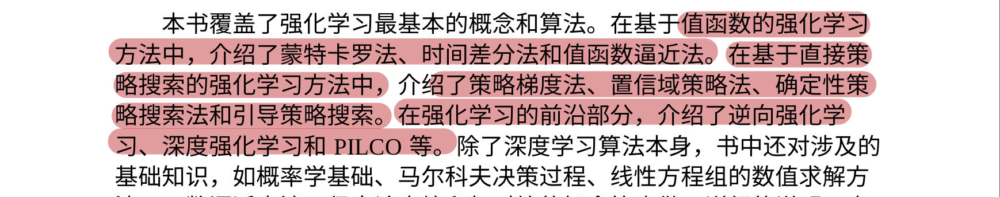 本书覆盖了强化学习最基本的概念和算法。在基于值函数的强化学习
方法中，介绍了蒙特卡罗法、时间差分法和值函数逼近法。在基于直接策
略搜索的强化学习方法中，介绍了策略梯度法、置信域策略法、确定性策
略搜索法和引导策略搜索。在强化学习的前沿部分，介绍了逆向强化学
习、深度强化学习和 PILCO 等。除了深度学习算法本身，书中还对涉及的
基础知识，如概率学基础、马尔科夫决策过程、线性方程组的数值求解方